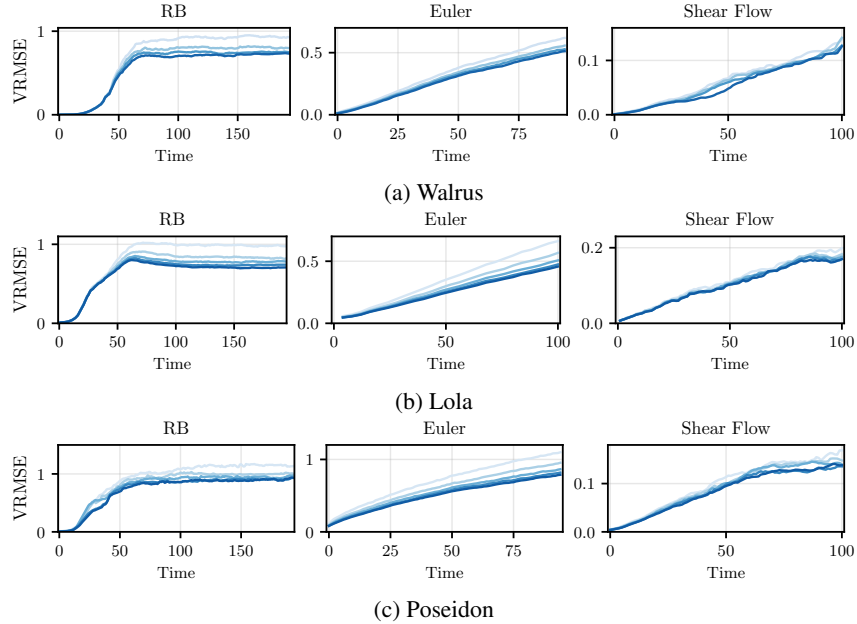 RB Euler Shear Flow
VRMSE
1
0
0.5
0.0
0.1
0.0
0 50 100 150
0 25 50 75
0 50 100
Time Time Time
(a) Walrus
RB Euler Shear Flow
VRMSE
1
0
0.5
0.0
0.2
0.0
0 50 100 150
50 100
0 50 100
Time Time Time
(b) Lola
RB Euler Shear Flow
VRMSE
1
0
1
0
0.1
0.0
0 50 100 150
0 25 50 75
0 50 100
Time Time Time
(c) Poseidon